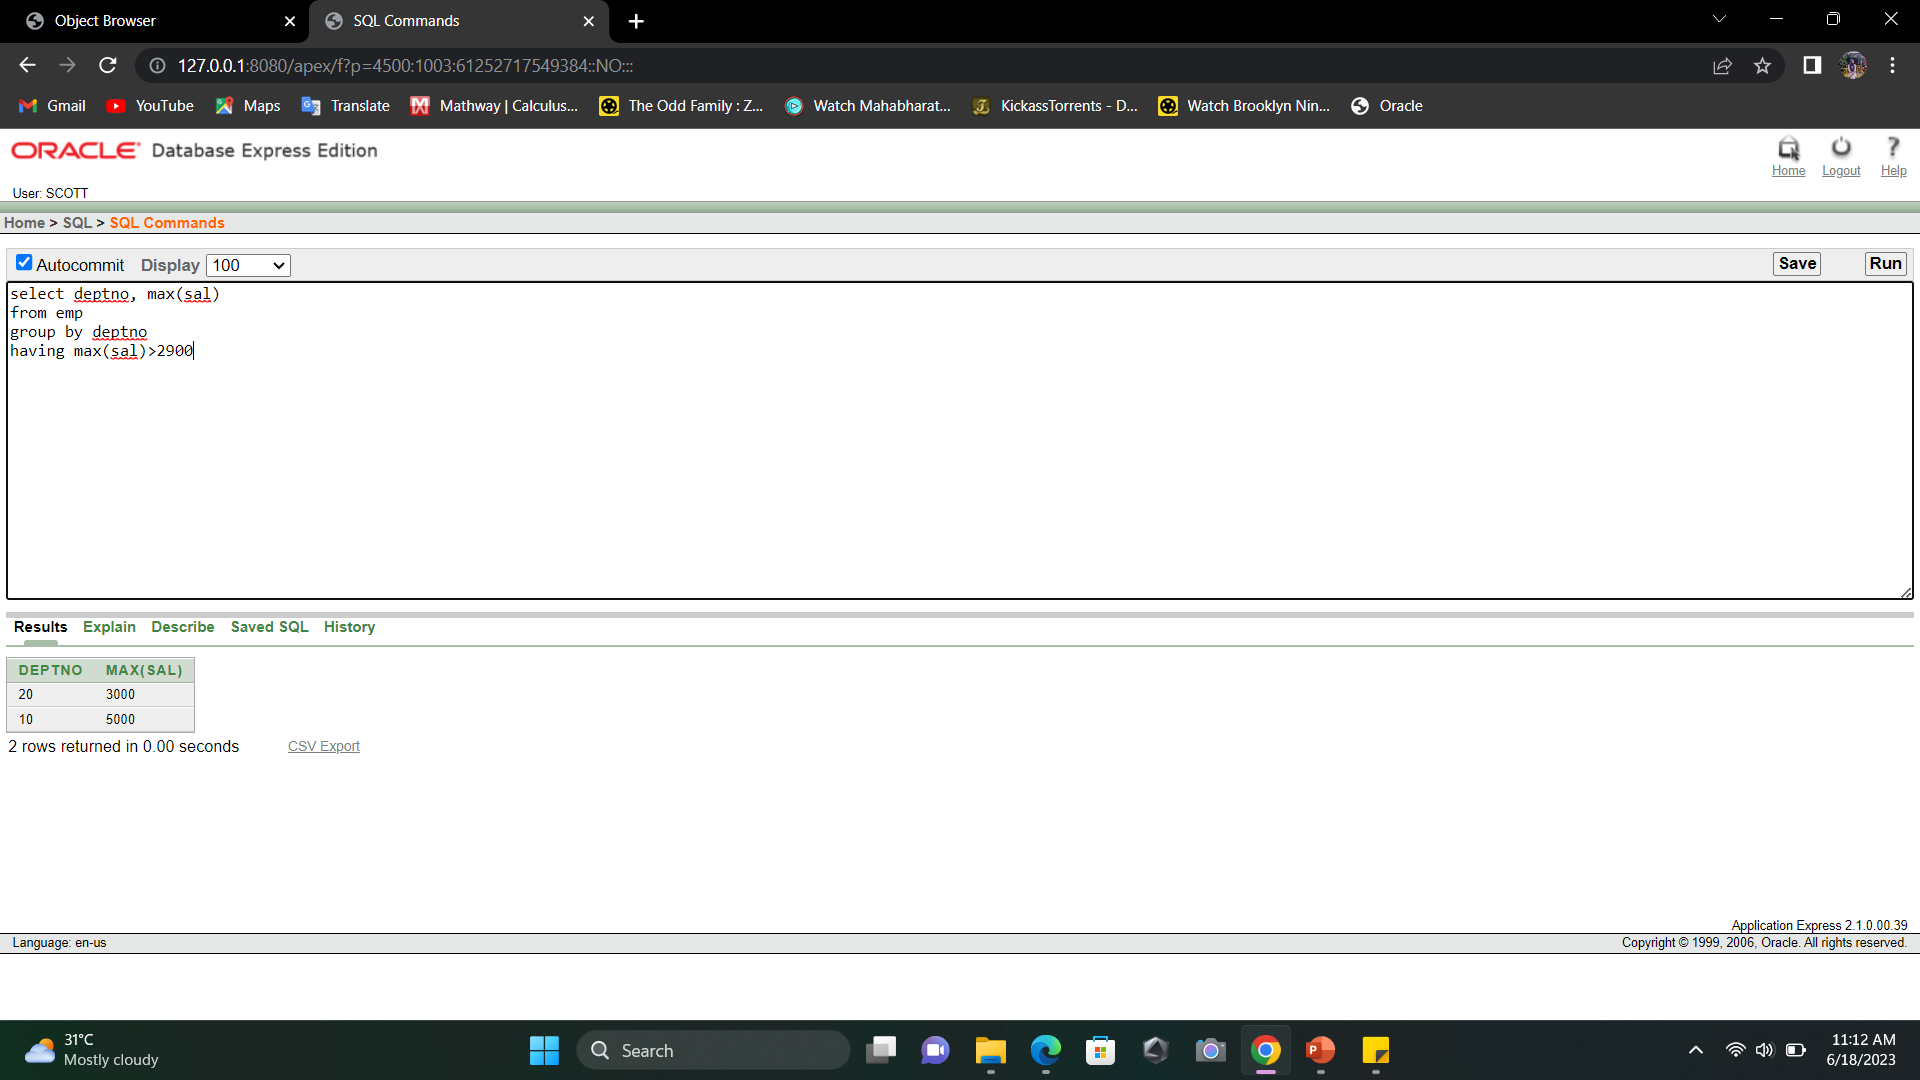 Object Browser
SQL Commands
127.0.0.1:8080/apex/f?p=4500:1003:61252717549384::NO:::
Gmail YouTube Maps Translate Mathway | Calculus... The Odd Family : Z... Watch Mahabharat... KickassTorrents - D... Watch Brooklyn Nin... Oracle
ORACLE Database Express Edition
Home Logout Help
User: SCOTT
Home > SQL > SQL Commands
Autocommit Display 100 Save Run
select deptno, max(sal)
from emp
group by deptno
having max(sal)>2900
Results Explain Describe Saved SQL History
DEPTNO MAX(SAL)
20 3000
10 5000
2 rows returned in 0.00 seconds CSV Export
Application Express 2.1.0.00.39
Language: en-us Copyright © 1999, 2006, Oracle. All rights reserved.
31°C
Mostly cloudy
Search
11:12 AM
6/18/2023